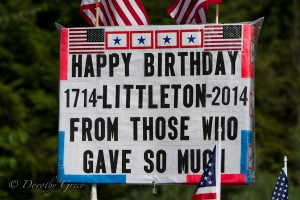 HAPPY BIRTHDAY
1714-LITTLETON-2014
FROM THOSE WHO
GAVE SO MUCH
© Dorothy Greco